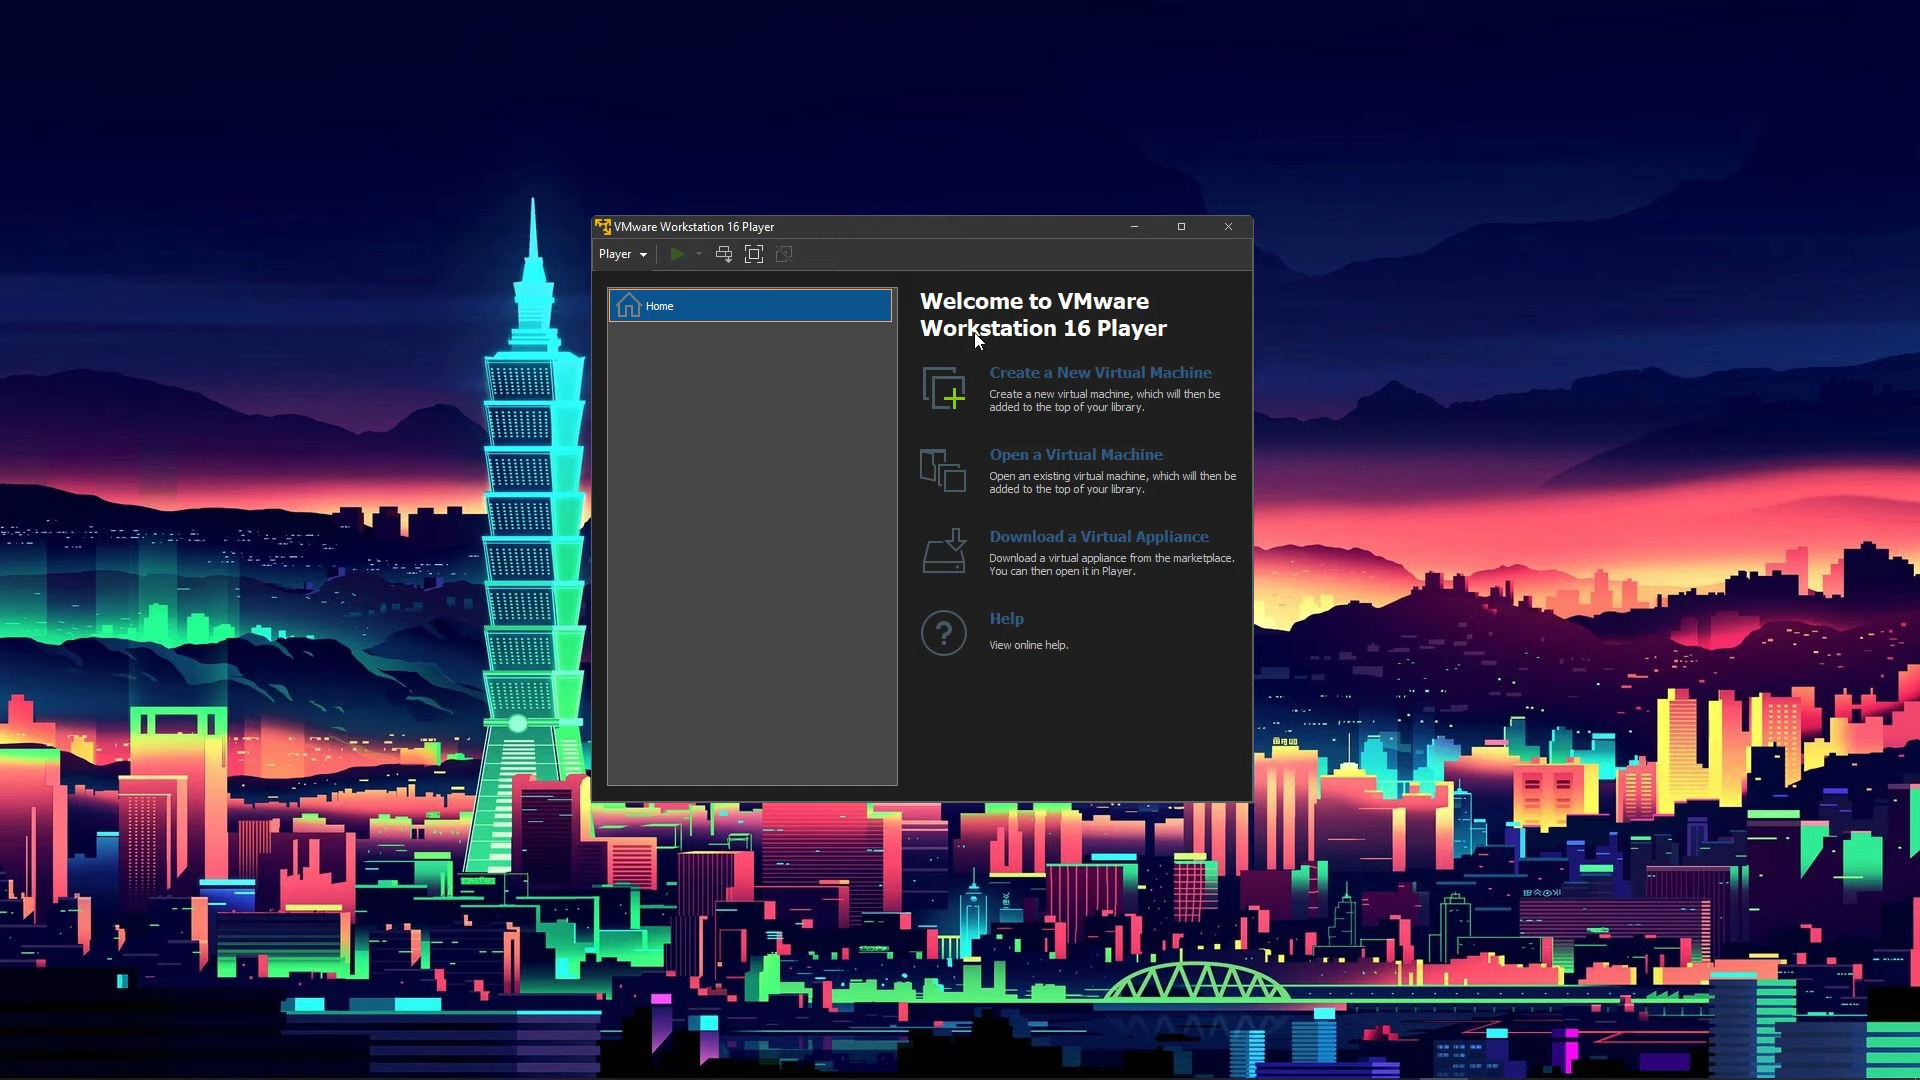 VMware Workstation 16 Player
Player
Home
Welcome to VMware
Workstation 16 Player
Create a New Virtual Machine
Create a new virtual machine, which will then be
added to the top of your library.
Open a Virtual Machine
Open an existing virtual machine, which will then be
added to the top of your library.
Download a Virtual Appliance
Download a virtual appliance from the marketplace.
You can then open it in Player.
?
Help
View online help.